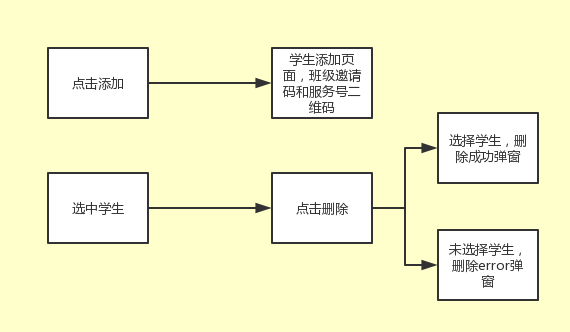 点击添加
学生添加页
面，班级邀请
码和服务号二
维码
选中学生
点击删除
选择学生，删
除成功弹窗
未选择学生，
删除error弹
窗